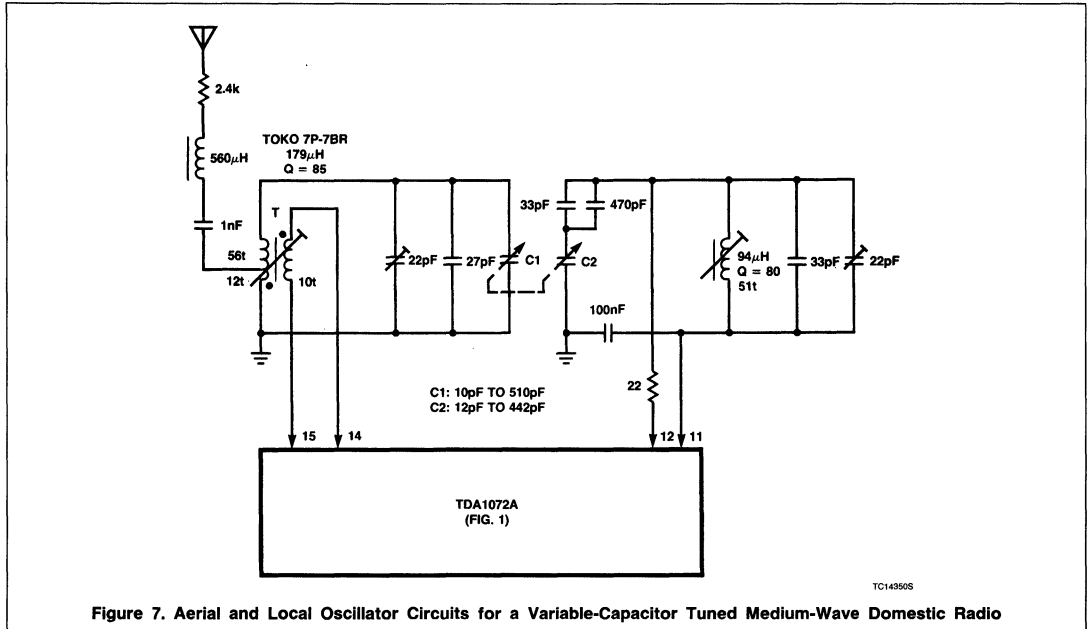 2.4k
560μH
TOKO 7P-7BR
179μH
Q = 85
1nF
T
56t
12t
10t
22pF
27pF
C1
33pF
470pF
C2
94μH
Q = 80
51t
33pF
22pF
100nF
C1: 10pF TO 510pF
C2: 12pF TO 442pF
22
15
14
12
11
TDA1072A
(FIG. 1)
TC14350S
Figure 7. Aerial and Local Oscillator Circuits for a Variable-Capacitor Tuned Medium-Wave Domestic Radio